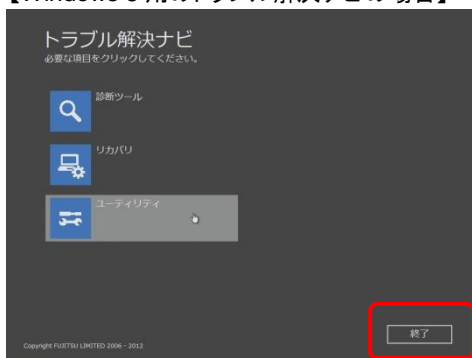 【Windows 8 用のトラブル解決ナビの場合】
トラブル解決ナビ
必要な項目をクリックしてください。
診断ツール
リカバリ
ユーティリティ
終了
Copyright FUJITSU LIMITED 2006 - 2012